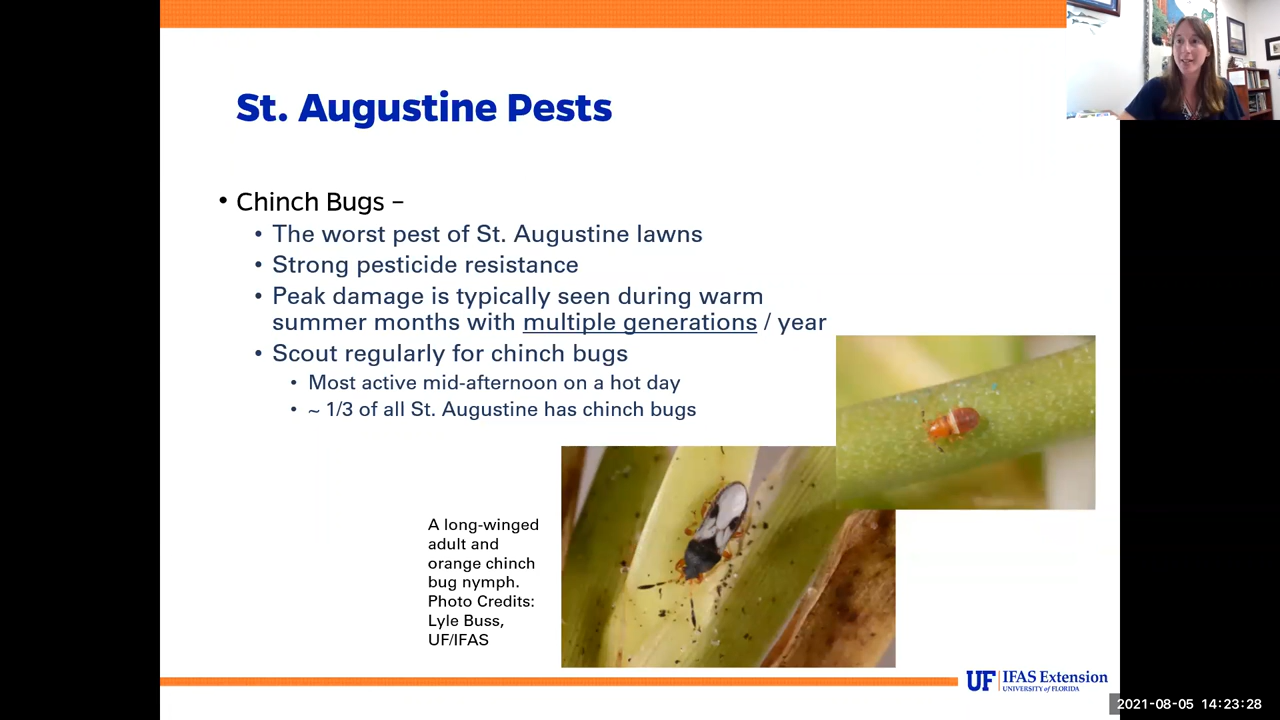 St. Augustine Pests
• Chinch Bugs –
• The worst pest of St. Augustine lawns
• Strong pesticide resistance
• Peak damage is typically seen during warm
summer months with multiple generations / year
• Scout regularly for chinch bugs
• Most active mid-afternoon on a hot day
• ~ 1/3 of all St. Augustine has chinch bugs
A long-winged
adult and
orange chinch
bug nymph.
Photo Credits:
Lyle Buss,
UF/IFAS
UF IFAS Extension
UNIVERSITY of FLORIDA
2021-08-05 14:23:28